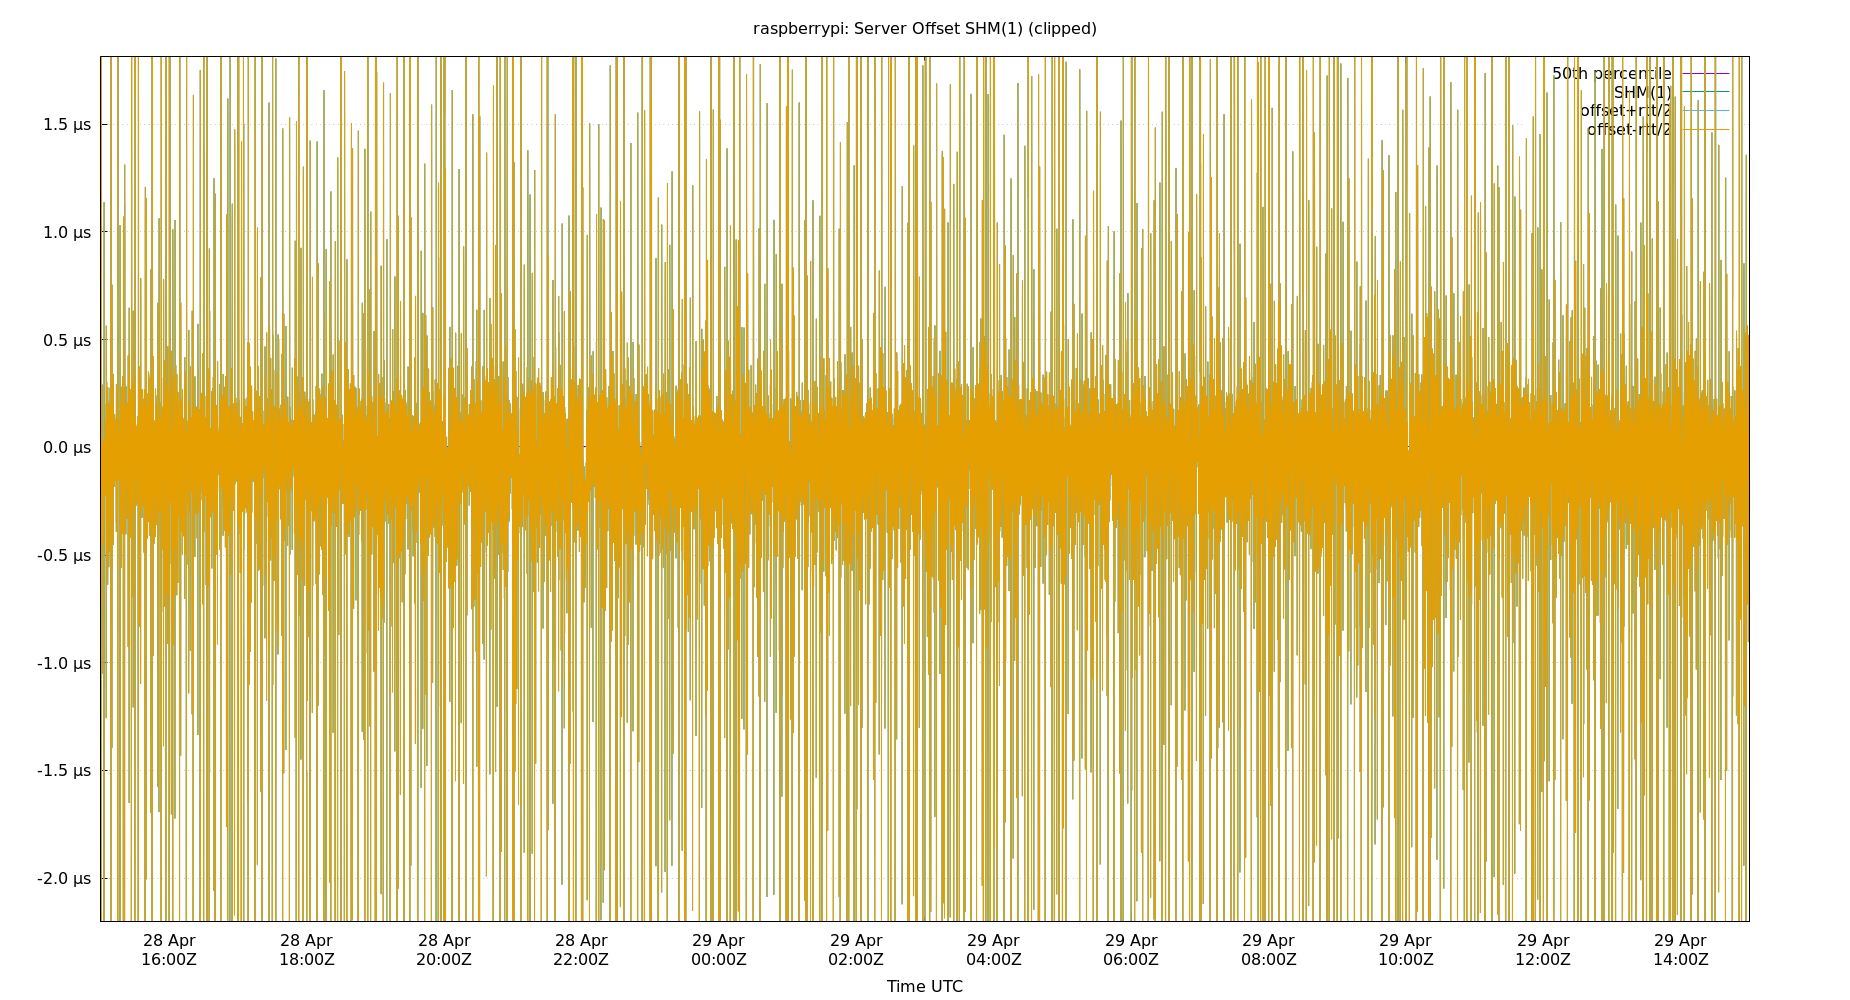 raspberrypi: Server Offset SHM(1) (clipped)
50th percentile
SHM(1)
offset+rtt/2
offset-rtt/2
1.5 µs
1.0 µs
0.5 µs
0.0 µs
-0.5 µs
-1.0 µs
-1.5 µs
-2.0 µs
28 Apr 28 Apr 28 Apr 28 Apr 29 Apr 29 Apr 29 Apr 29 Apr 29 Apr 29 Apr 29 Apr 29 Apr
16:00Z 18:00Z 20:00Z 22:00Z 00:00Z 02:00Z 04:00Z 06:00Z 08:00Z 10:00Z 12:00Z 14:00Z
Time UTC